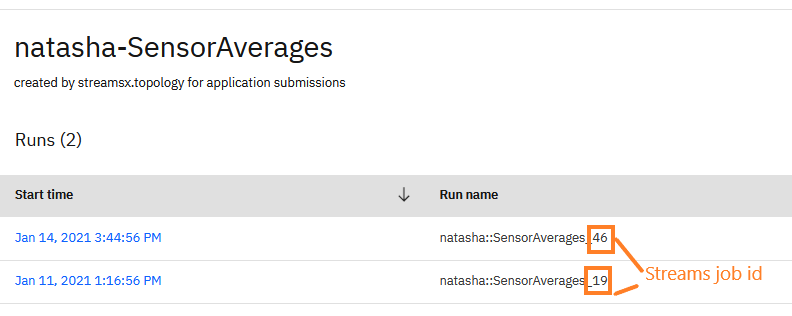 natasha-SensorAverages
created by streamsx.topology for application submissions
Runs (2)
Start time Run name
Jan 14, 2021 3:44:56 PM natasha::SensorAverages_46
Jan 11, 2021 1:16:56 PM natasha::SensorAverages_19
Streams job id